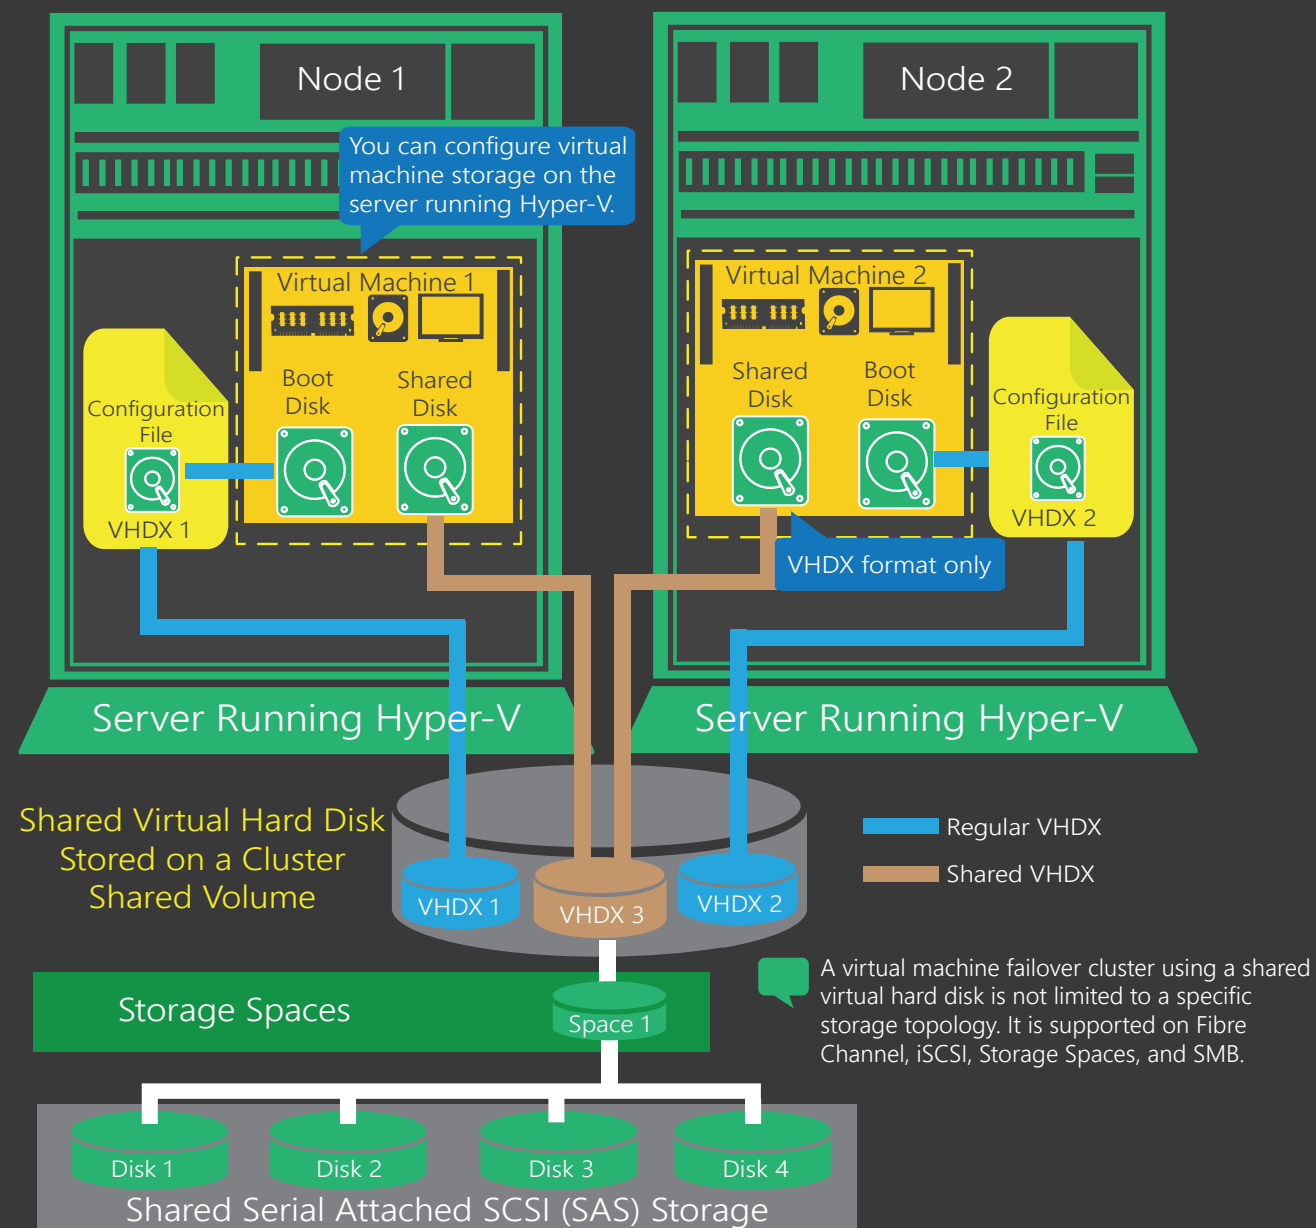 Node 1
Node 2
You can configure virtual
machine storage on the
server running Hyper-V.
Virtual Machine 1
Boot
Disk
Shared
Disk
Configuration
File
VHDX 1
Virtual Machine 2
Shared
Disk
Boot
Disk
Configuration
File
VHDX 2
VHDX format only
Server Running Hyper-V
Server Running Hyper-V
Shared Virtual Hard Disk
Stored on a Cluster
Shared Volume
VHDX 1
VHDX 3
VHDX 2
Regular VHDX
Shared VHDX
A virtual machine failover cluster using a shared
virtual hard disk is not limited to a specific
storage topology. It is supported on Fibre
Channel, iSCSI, Storage Spaces, and SMB.
Storage Spaces
Space 1
Disk 1
Disk 2
Disk 3
Disk 4
Shared Serial Attached SCSI (SAS) Storage